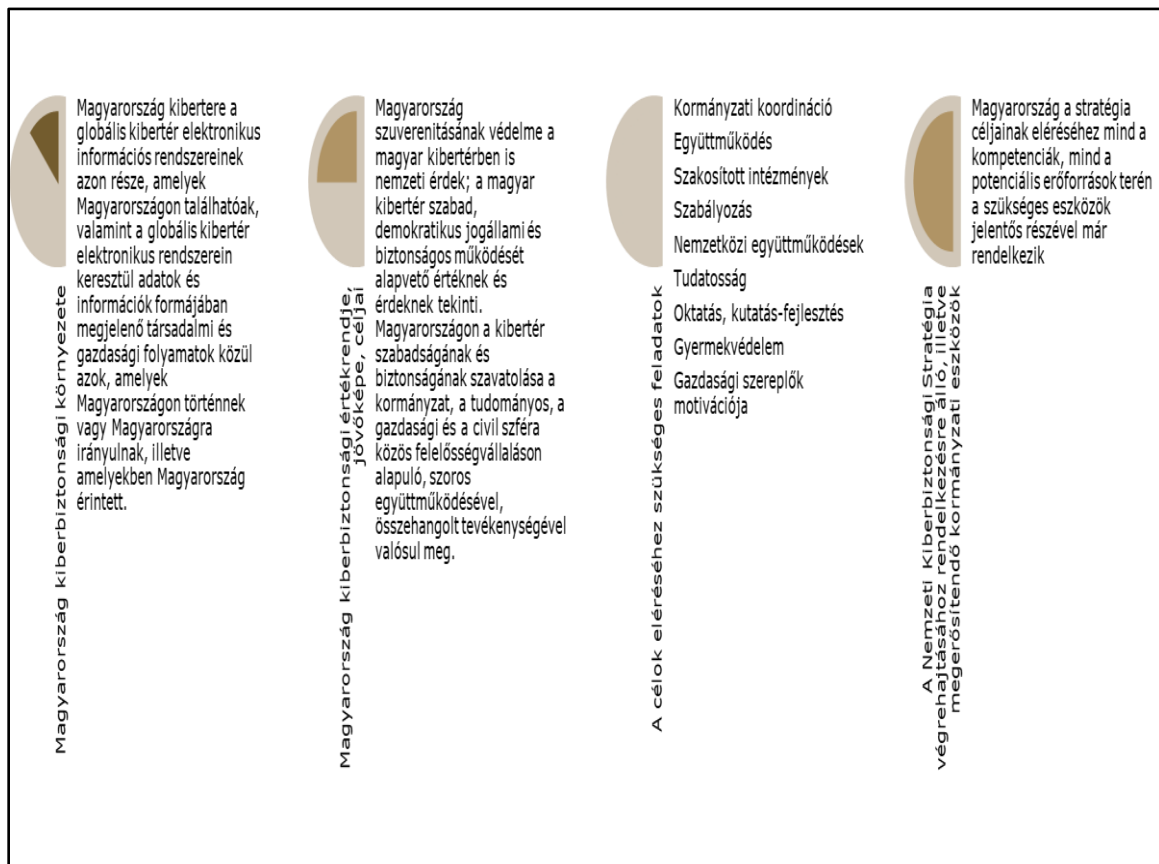 Magyarország kiberbiztonsági környezete
Magyarország kibertere a
globális kibertér elektronikus
információs rendszereinek
azon része, amelyek
Magyarországon találhatóak,
valamint a globális kibertér
elektronikus rendszerein
keresztül adatok és
információk formájában
megjelenő társadalmi és
gazdasági folyamatok közül
azok, amelyek
Magyarországon történnek
vagy Magyarországra
irányulnak, illetve
amelyekben Magyarország
érintett.
Magyarország kiberbiztonsági értékrendje,
jövőképe, céljai
Magyarország
szuverenitásának védelme a
magyar kibertérben is
nemzeti érdek; a magyar
kibertér szabad,
demokratikus jogállami és
biztonságos működését
alapvető értéknek és
érdeknek tekinti.
Magyarországon a kibertér
szabadságának és
biztonságának szavatolása a
kormányzat, a tudományos, a
gazdasági és a civil szféra
közös felelősségvállaláson
alapuló, szoros
együttműködésével,
összehangolt tevékenységével
valósul meg.
A célok eléréséhez szükséges feladatok
Kormányzati koordináció
Együttműködés
Szakosított intézmények
Szabályozás
Nemzetközi együttműködések
Tudatosság
Oktatás, kutatás-fejlesztés
Gyermekvédelem
Gazdasági szereplők
motivációja
A Nemzeti Kiberbiztonsági Stratégia
végrehajtásához rendelkezésre álló, illetve
megerősítendő kormányzati eszközök
Magyarország a stratégia
céljainak eléréséhez mind a
kompetenciák, mind a
potenciális erőforrások terén
a szükséges eszközök
jelentős részével már
rendelkezik